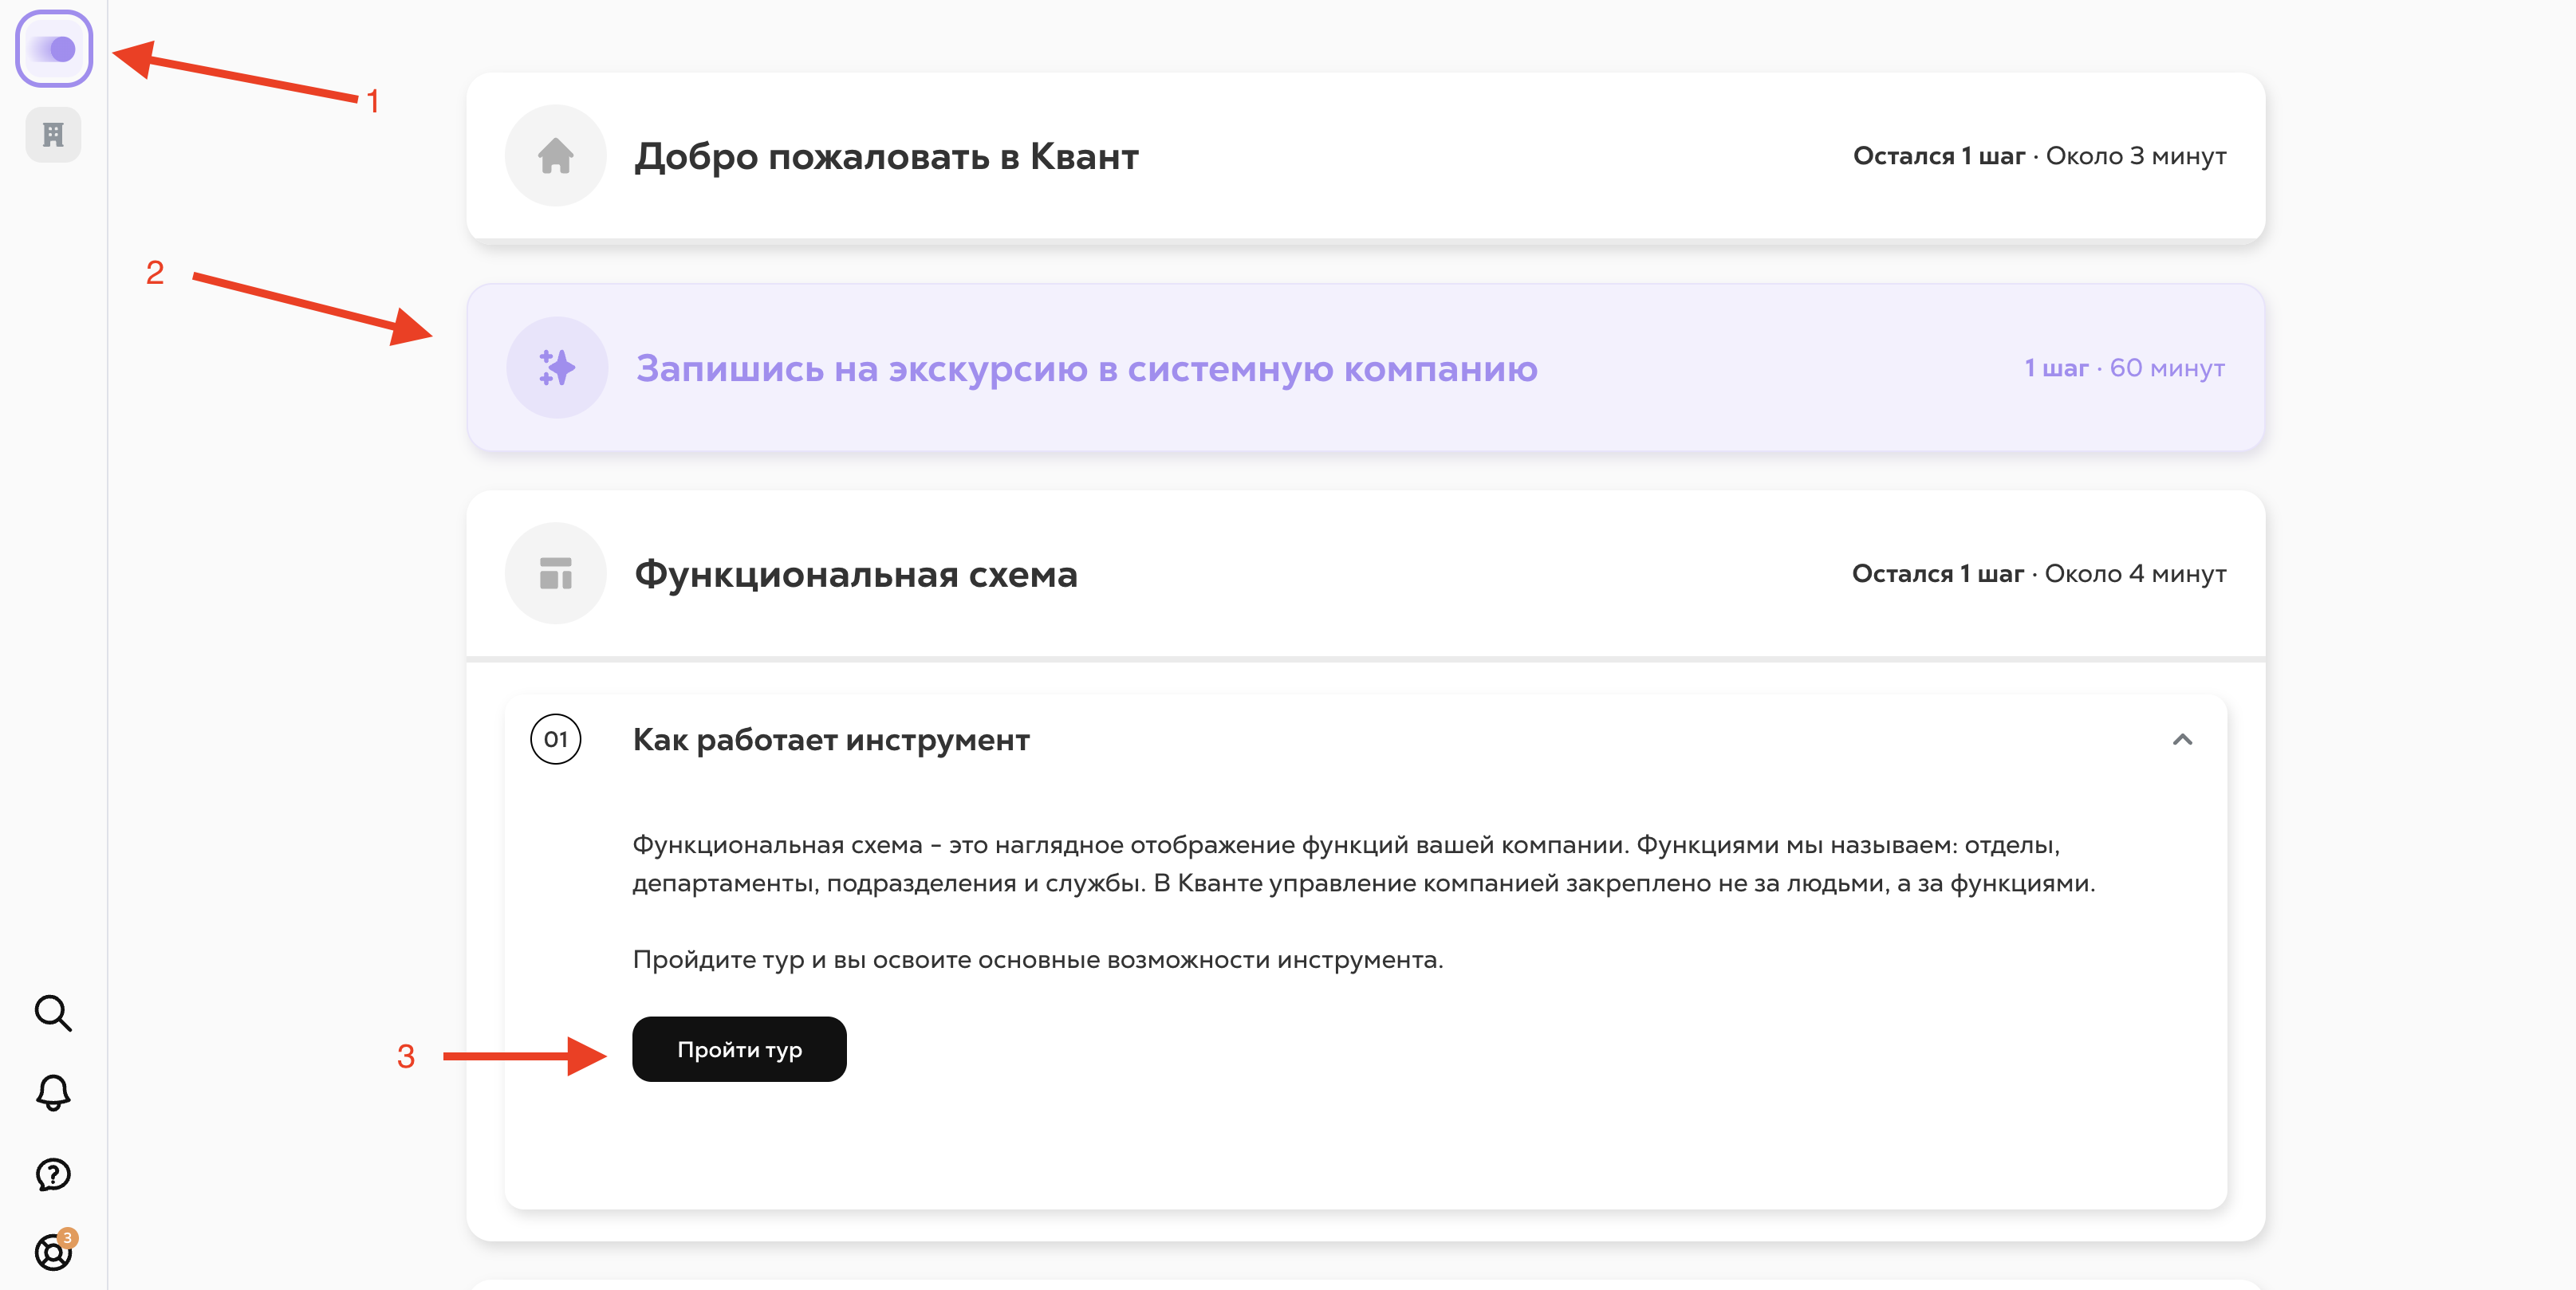 1
Добро пожаловать в Квант
Остался 1 шаг · Около 3 минут
2
Запишись на экскурсию в системную компанию
1 шаг · 60 минут
Функциональная схема
Остался 1 шаг · Около 4 минут
01
Как работает инструмент
Функциональная схема - это наглядное отображение функций вашей компании. Функциями мы называем: отделы,
департаменты, подразделения и службы. В Кванте управление компанией закреплено не за людьми, а за функциями.
Пройдите тур и вы освоите основные возможности инструмента.
3
Пройти тур
?
3